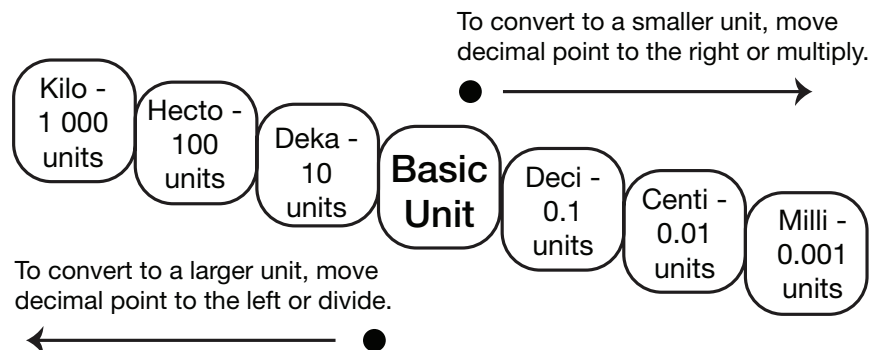 To convert to a smaller unit, move
decimal point to the right or multiply.
Kilo -
1 000
units
Hecto -
100
units
Deka -
10
units
Basic
Unit
Deci -
0.1
units
Centi -
0.01
units
Milli -
0.001
units
To convert to a larger unit, move
decimal point to the left or divide.